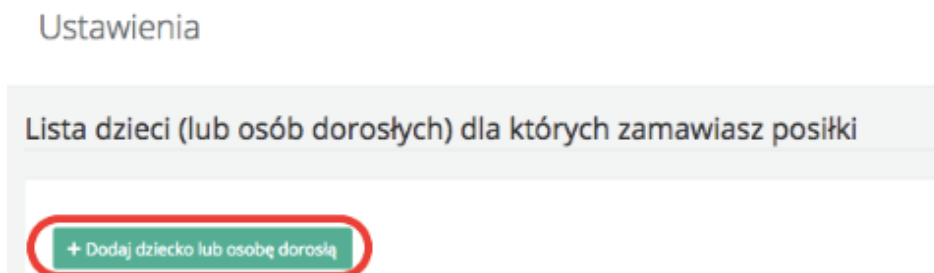 Ustawienia
Lista dzieci (lub osób dorosłych) dla których zamawiasz posiłki
+ Dodaj dziecko lub osobę dorosłą